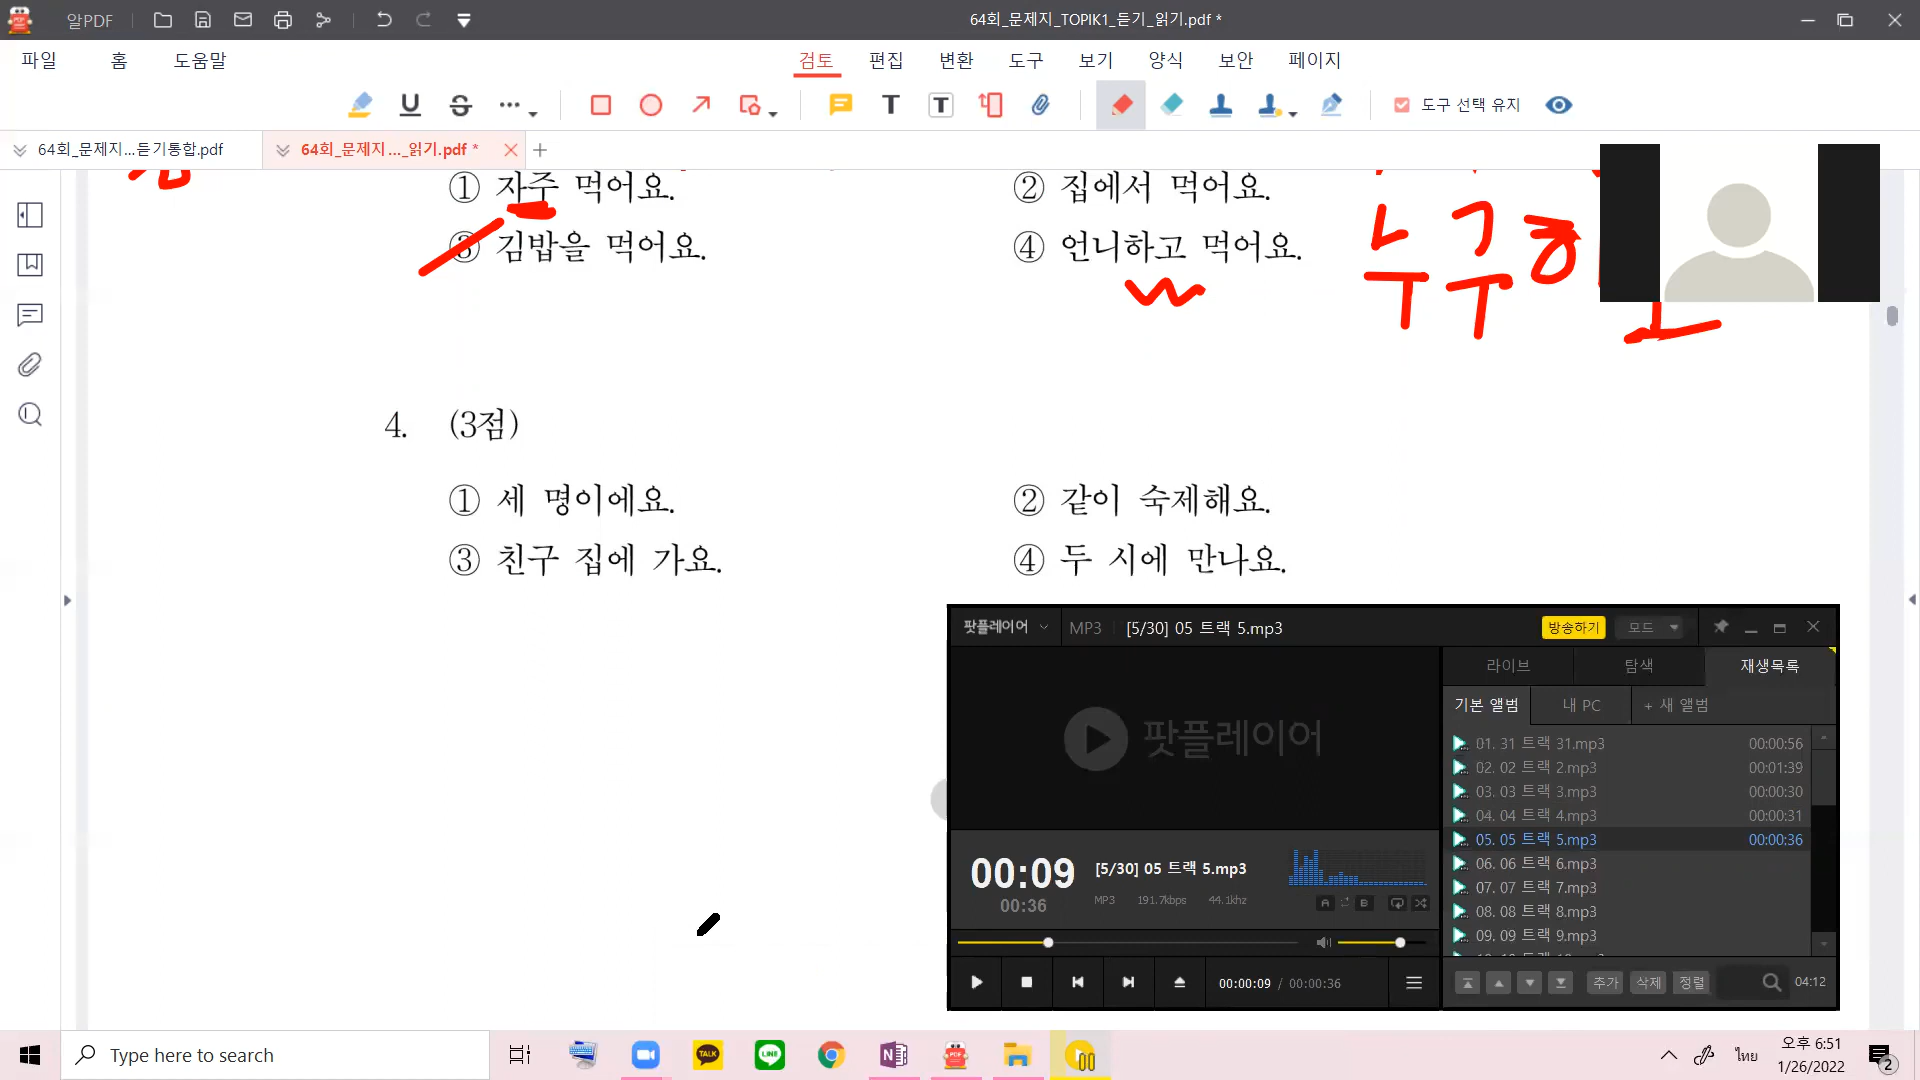 알PDF
64회_문제지_TOPIK1_듣기_읽기.pdf *
파일 홈 도움말 검토 편집 변환 도구 보기 양식 보안 페이지
T T 도구 선택 유지
64회_문제지...듣기통합.pdf 64회_문제지..._읽기.pdf *
① 자주 먹어요. ② 집에서 먹어요.
③ 김밥을 먹어요. ④ 언니하고 먹어요.
누구
4. (3점)
① 세 명이에요. ② 같이 숙제해요.
③ 친구 집에 가요. ④ 두 시에 만나요.
팟플레이어 MP3 [5/30] 05 트랙 5.mp3 방송하기 모드
라이브 탐색 재생목록
기본 앨범 내 PC + 새 앨범
팟플레이어
01. 31 트랙 31.mp3 00:00:56
02. 02 트랙 2.mp3 00:01:39
03. 03 트랙 3.mp3 00:00:30
04. 04 트랙 4.mp3 00:00:31
05. 05 트랙 5.mp3 00:00:36
06. 06 트랙 6.mp3
07. 07 트랙 7.mp3
08. 08 트랙 8.mp3
09. 09 트랙 9.mp3
00:09 [5/30] 05 트랙 5.mp3
00:36 MP3 191.7kbps 44.1khz A B
00:00:09 / 00:00:36 추가 삭제 정렬 04:12
Type here to search
TALK LINE N PDF
ไทย 오후 6:51
1/26/2022 2